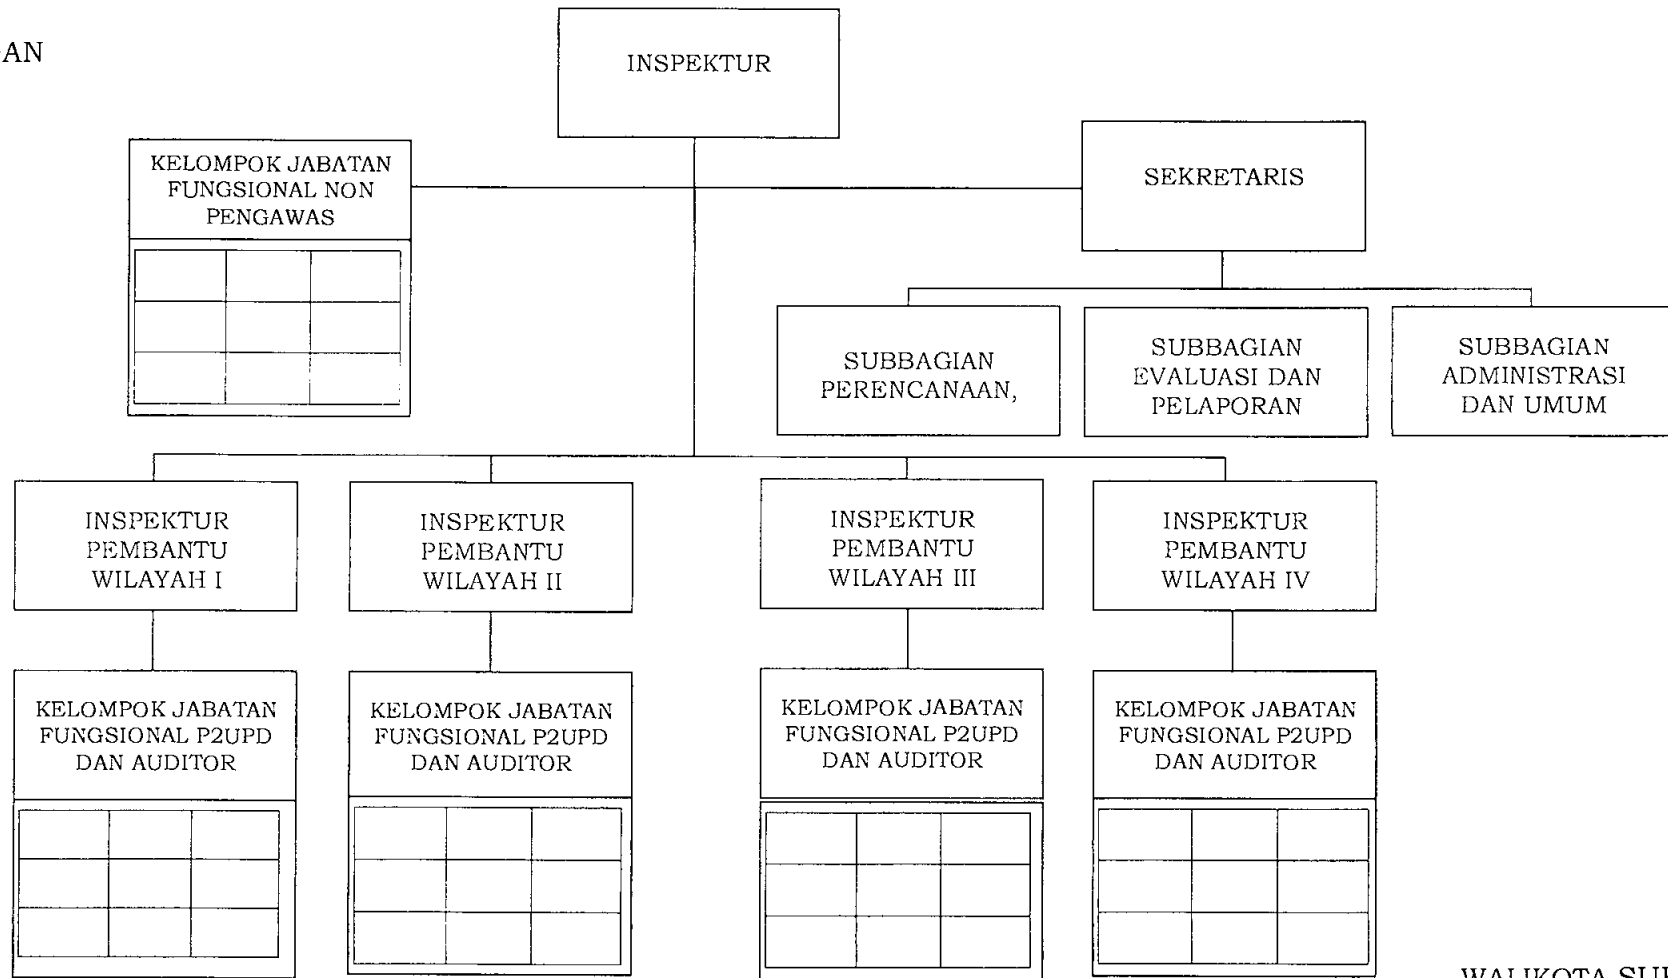 AN
INSPEKTUR
KELOMPOK JABATAN
FUNGSIONAL NON
PENGAWAS
SEKRETARIS
SUBBAGIAN
PERENCANAAN,
SUBBAGIAN
EVALUASI DAN
PELAPORAN
SUBBAGIAN
ADMINISTRASI
DAN UMUM
INSPEKTUR
PEMBANTU
WILAYAH I
INSPEKTUR
PEMBANTU
WILAYAH II
INSPEKTUR
PEMBANTU
WILAYAH III
INSPEKTUR
PEMBANTU
WILAYAH IV
KELOMPOK JABATAN
FUNGSIONAL P2UPD
DAN AUDITOR
KELOMPOK JABATAN
FUNGSIONAL P2UPD
DAN AUDITOR
KELOMPOK JABATAN
FUNGSIONAL P2UPD
DAN AUDITOR
KELOMPOK JABATAN
FUNGSIONAL P2UPD
DAN AUDITOR
WALIKOTA